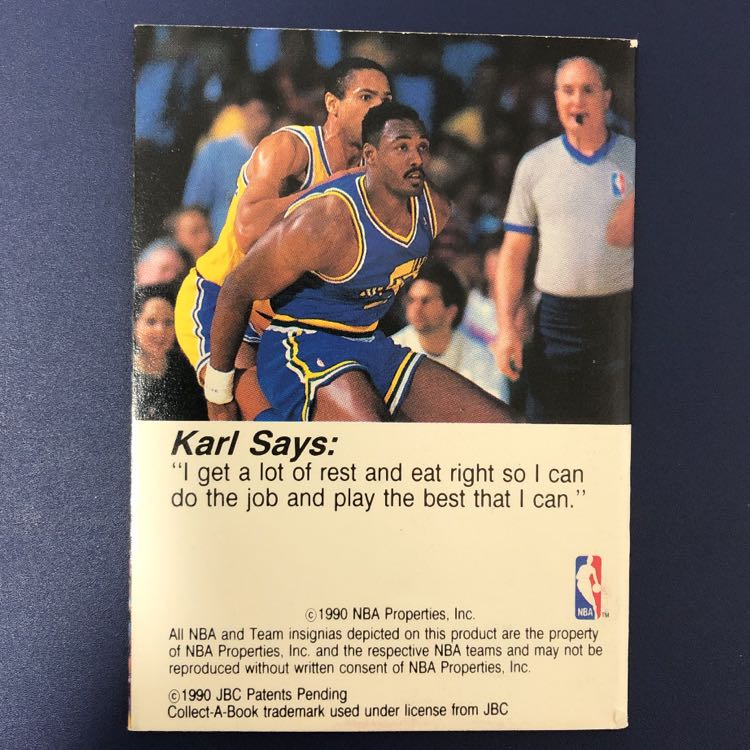 Karl Says:
“I get a lot of rest and eat right so I can
do the job and play the best that I can.”
©1990 NBA Properties, Inc.
NBA TM
All NBA and Team insignias depicted on this product are the property
of NBA Properties, Inc. and the respective NBA teams and may not be
reproduced without written consent of NBA Properties, Inc.
©1990 JBC Patents Pending
Collect-A-Book trademark used under license from JBC